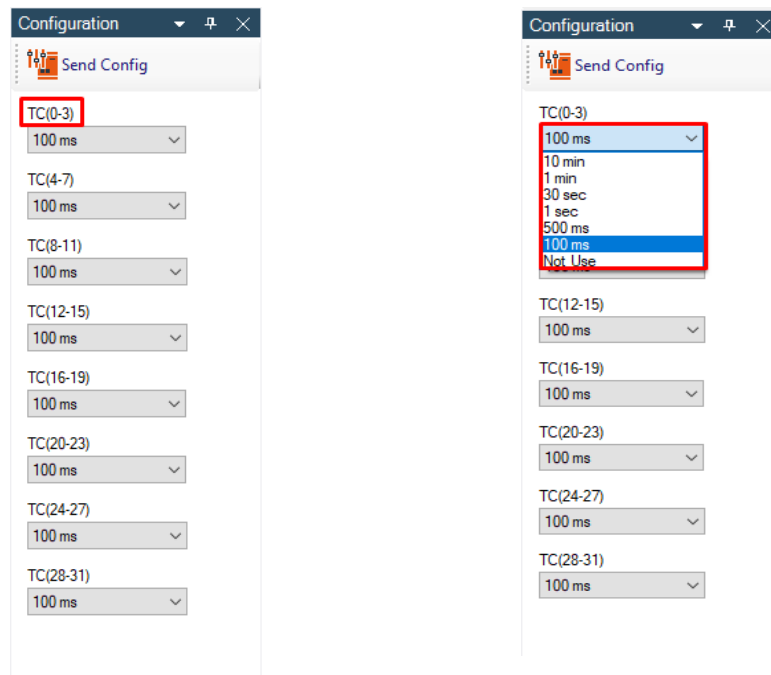 Configuration
Send Config
TC(0-3)
100 ms
TC(4-7)
100 ms
TC(8-11)
100 ms
TC(12-15)
100 ms
TC(16-19)
100 ms
TC(20-23)
100 ms
TC(24-27)
100 ms
TC(28-31)
100 ms
Configuration
Send Config
TC(0-3)
100 ms
10 min
1 min
30 sec
1 sec
500 ms
100 ms
Not Use
TC(12-15)
100 ms
TC(16-19)
100 ms
TC(20-23)
100 ms
TC(24-27)
100 ms
TC(28-31)
100 ms